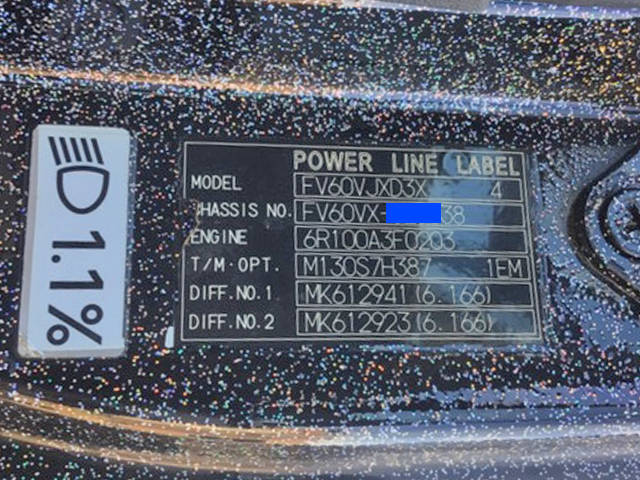 1.1%
POWER LINE LABEL
MODEL FV60VJXD3X 4
CHASSIS NO. FV60VX- 38
ENGINE 6R100A3F0203
T/M·OPT. M130S7H387 1EM
DIFF.NO.1 MK612941(6.166)
DIFF.NO.2 MK612923(6.166)